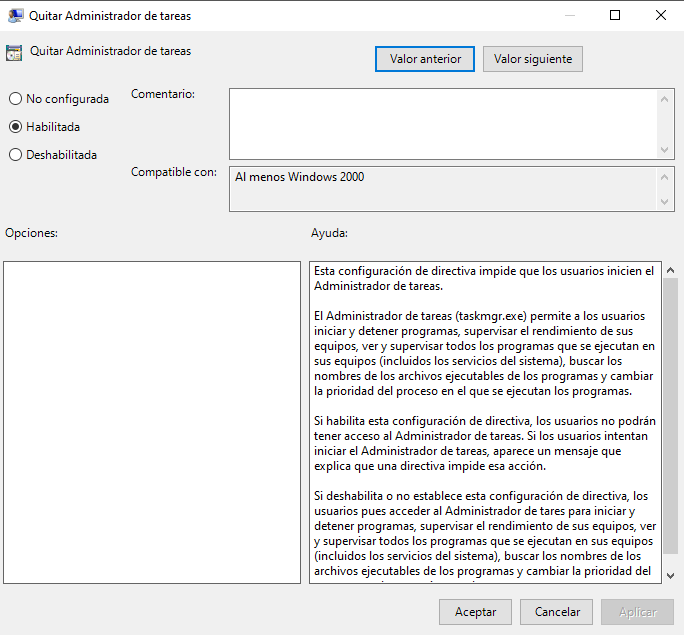 Quitar Administrador de tareas
Quitar Administrador de tareas
Valor anterior
Valor siguiente
No configurada
Comentario:
Habilitada
Deshabilitada
Compatible con:
Al menos Windows 2000
Opciones:
Ayuda:
Esta configuración de directiva impide que los usuarios inicien el
Administrador de tareas.
El Administrador de tareas (taskmgr.exe) permite a los usuarios
iniciar y detener programas, supervisar el rendimiento de sus
equipos, ver y supervisar todos los programas que se ejecutan en
sus equipos (incluidos los servicios del sistema), buscar los
nombres de los archivos ejecutables de los programas y cambiar
la prioridad del proceso en el que se ejecutan los programas.
Si habilita esta configuración de directiva, los usuarios no podrán
tener acceso al Administrador de tareas. Si los usuarios intentan
iniciar el Administrador de tareas, aparece un mensaje que
explica que una directiva impide esa acción.
Si deshabilita o no establece esta configuración de directiva, los
usuarios pues acceder al Administrador de tares para iniciar y
detener programas, supervisar el rendimiento de sus equipos, ver
y supervisar todos los programas que se ejecutan en sus equipos
(incluidos los servicios del sistema), buscar los nombres de los
archivos ejecutables de los programas y cambiar la prioridad del
Aceptar
Cancelar
Aplicar